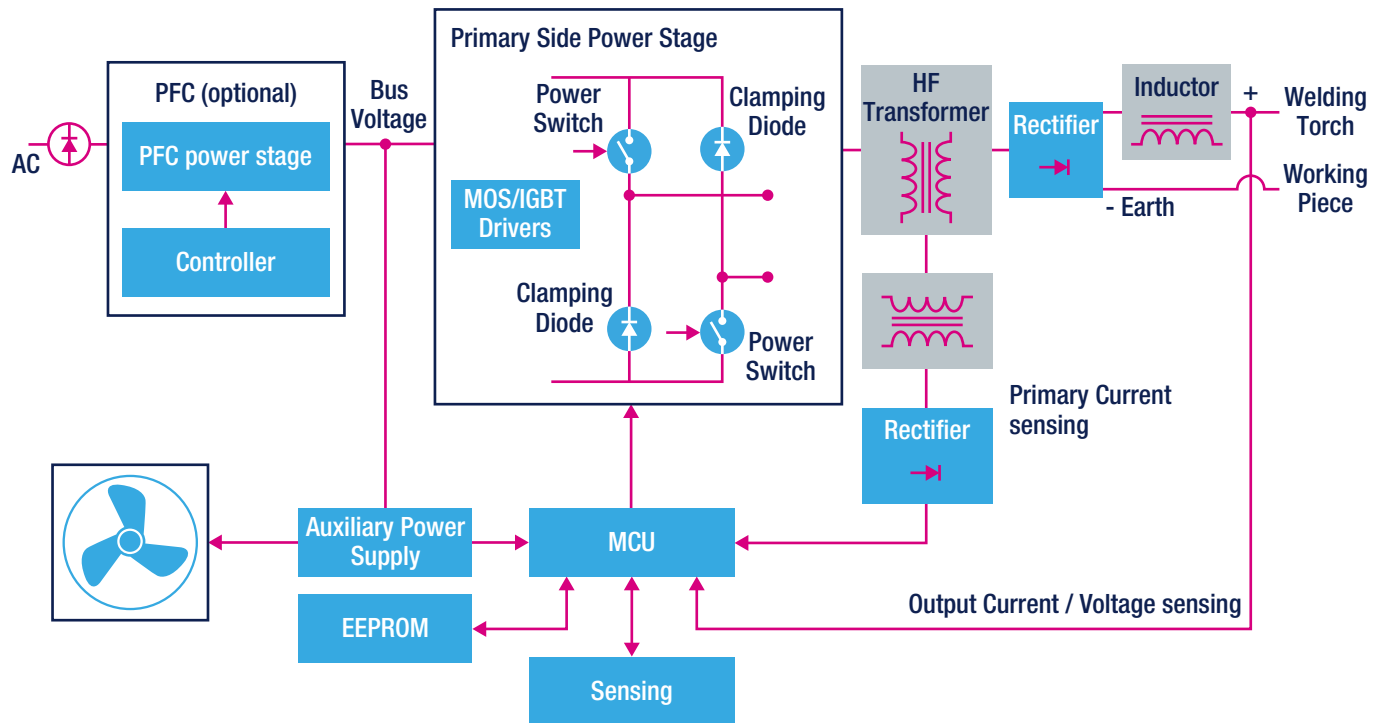 AC
PFC (optional)
PFC power stage
Controller
Bus
Voltage
Primary Side Power Stage
Power
Switch
Clamping
Diode
MOS/IGBT
Drivers
Clamping
Diode
Power
Switch
HF
Transformer
Rectifier
Inductor
+
Welding
Torch
Working
Piece
- Earth
Primary Current
sensing
Rectifier
Auxiliary Power
Supply
MCU
Output Current / Voltage sensing
EEPROM
Sensing